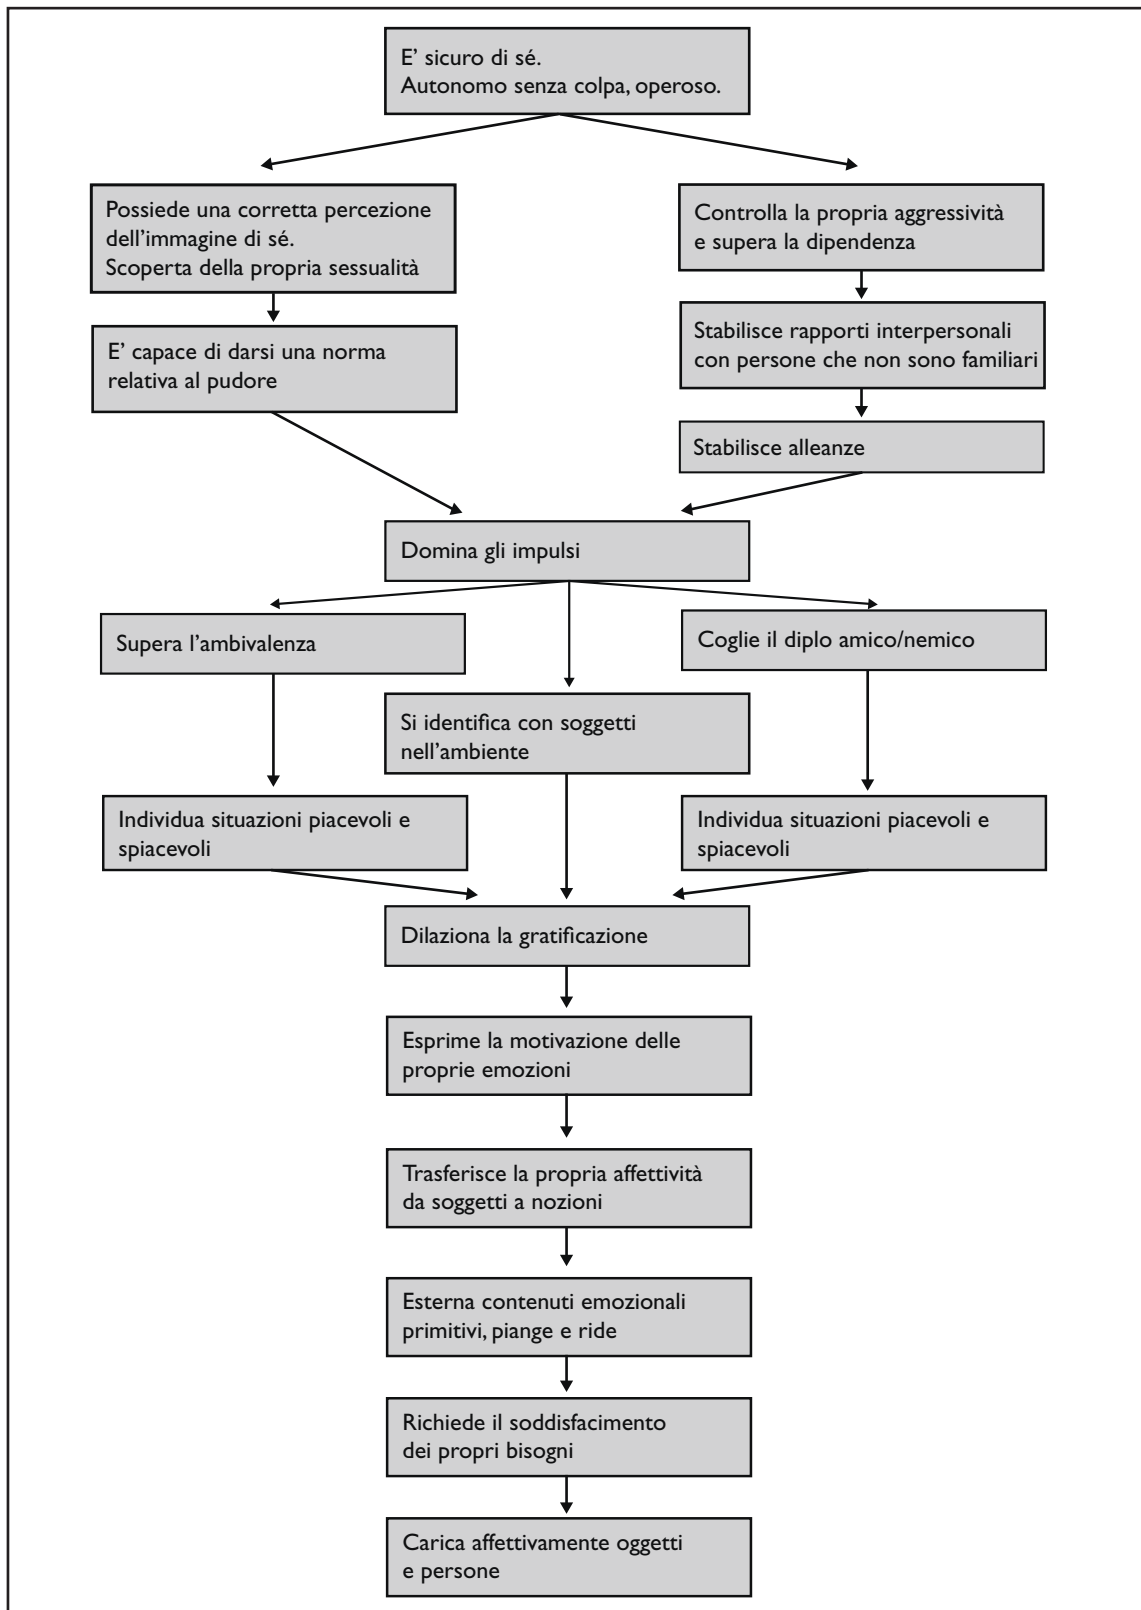 E’ sicuro di sé.
Autonomo senza colpa, operoso.
Possiede una corretta percezione
dell’immagine di sé.
Scoperta della propria sessualità
Controlla la propria aggressività
e supera la dipendenza
E’ capace di darsi una norma
relativa al pudore
Stabilisce rapporti interpersonali
con persone che non sono familiari
Stabilisce alleanze
Domina gli impulsi
Supera l’ambivalenza
Coglie il diplo amico/nemico
Si identifica con soggetti
nell’ambiente
Individua situazioni piacevoli e
spiacevoli
Individua situazioni piacevoli e
spiacevoli
Dilaziona la gratificazione
Esprime la motivazione delle
proprie emozioni
Trasferisce la propria affettività
da soggetti a nozioni
Esterna contenuti emozionali
primitivi, piange e ride
Richiede il soddisfacimento
dei propri bisogni
Carica affettivamente oggetti
e persone